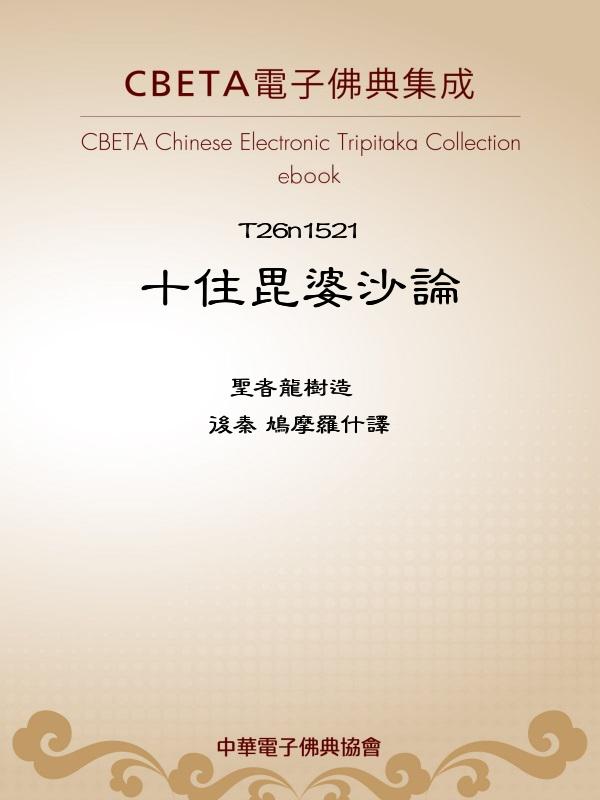 CBETA電子佛典集成
CBETA Chinese Electronic Tripitaka Collection
ebook
T26n1521
十住毘婆沙論
聖者龍樹造
後秦 鳩摩羅什譯
中華電子佛典協會